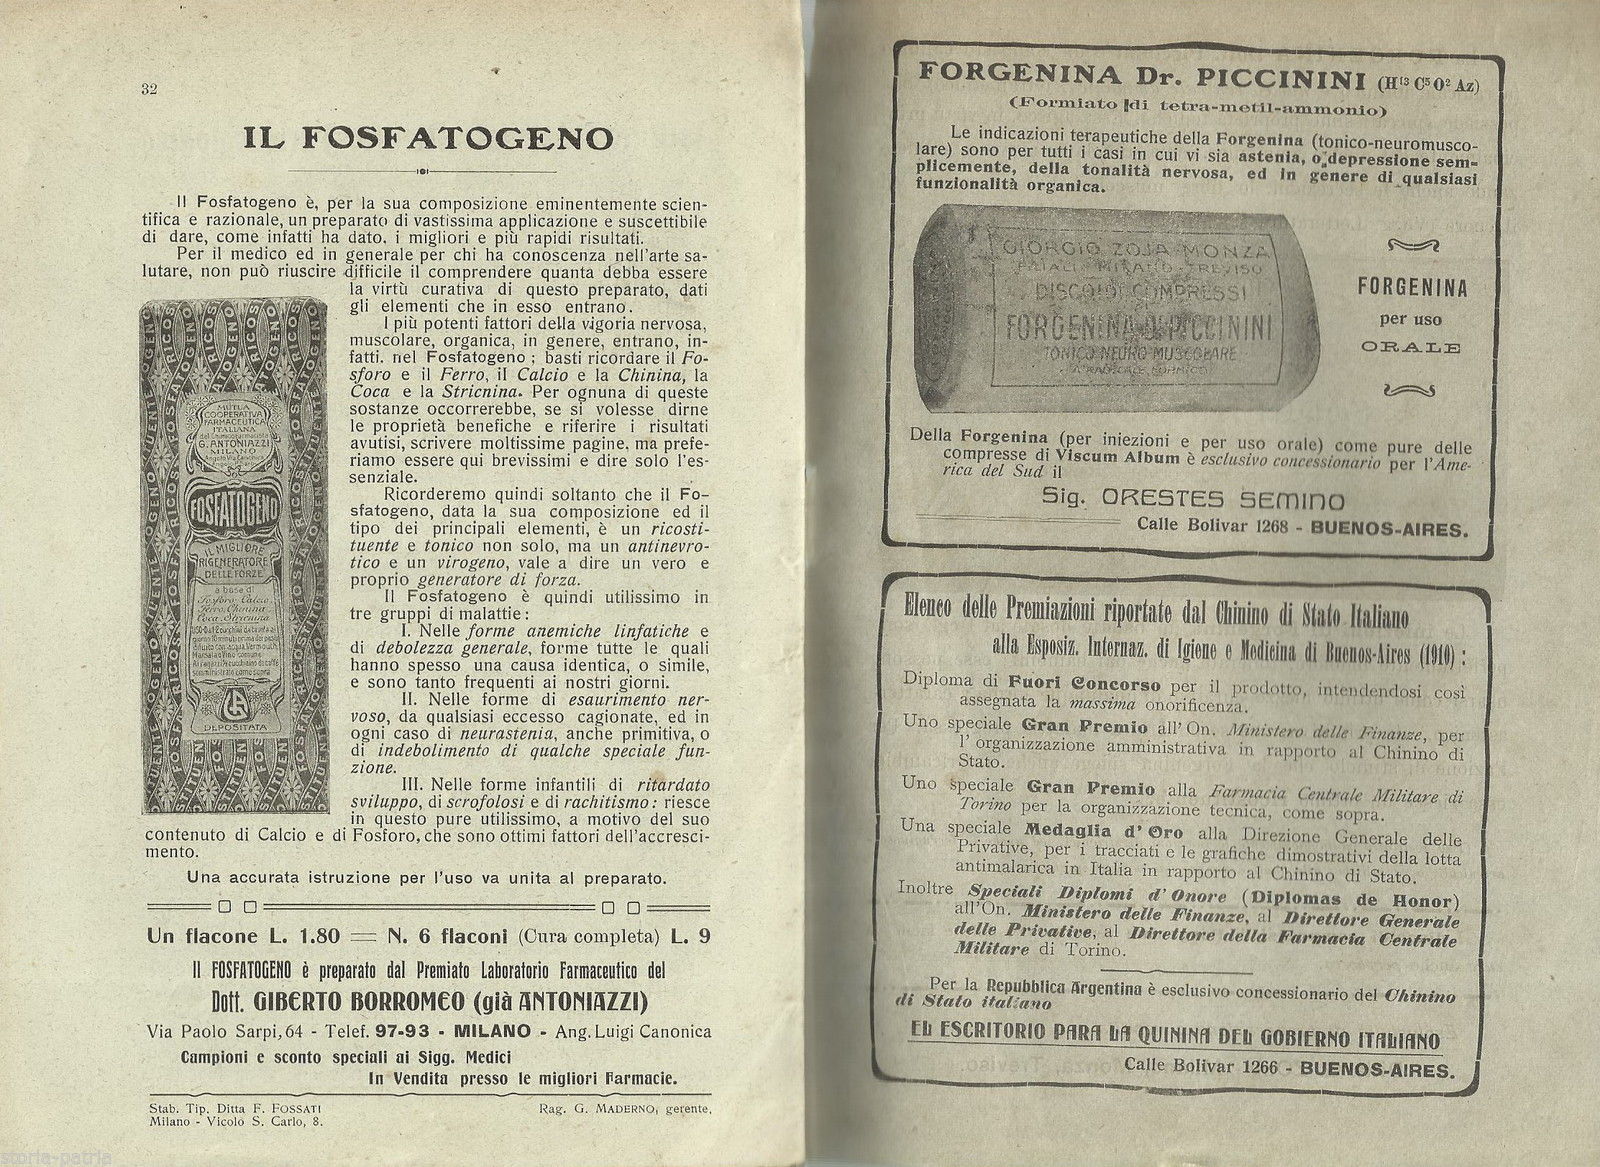 32
IL FOSFATOGENO
Il Fosfatogeno è, per la sua composizione eminentemente scien-
tifica e razionale, un preparato di vastissima applicazione e suscettibile
di dare, come infatti ha dato, i migliori e più rapidi risultati.
Per il medico ed in generale per chi ha conoscenza nell'arte sa-
lutare, non può riuscire difficile il comprendere quanta debba essere
la virtù curativa di questo preparato, dati
gli elementi che in esso entrano.
I più potenti fattori della vigoria nervosa,
muscolare, organica, in genere, entrano, in-
fatti, nel Fosfatogeno ; basti ricordare il Fo-
sforo e il Ferro, il Calcio e la Chinina, la
Coca e la Stricnina. Per ognuna di queste
sostanze occorrerebbe, se si volesse dirne
le proprietà benefiche e riferire i risultati
avutisi, scrivere moltissime pagine, ma prefe-
riamo essere qui brevissimi e dire solo l'es-
senziale.
Ricorderemo quindi soltanto che il Fo-
sfatogeno, data la sua composizione ed il
tipo dei principali elementi, è un ricosti-
tuente e tonico non solo, ma un antinevro-
tico e un virogeno, vale a dire un vero e
proprio generatore di forza.
Il Fosfatogeno è quindi utilissimo in
tre gruppi di malattie :
I. Nelle forme anemiche linfatiche e
di debolezza generale, forme tutte le quali
hanno spesso una causa identica, o simile,
e sono tanto frequenti ai nostri giorni.
II. Nelle forme di esaurimento ner-
voso, da qualsiasi eccesso cagionate, ed in
ogni caso di neurastenia, anche primitiva, o
di indebolimento di qualche speciale fun-
zione.
III. Nelle forme infantili di ritardato
sviluppo, di scrofolosi e di rachitismo : riesce
in questo pure utilissimo, a motivo del suo
contenuto di Calcio e di Fosforo, che sono ottimi fattori dell'accresci-
mento.
MUTUA
COOPERATIVA
FARMACEUTICA
ITALIANA
G. ANTONIAZZI
MILANO
FOSFATOGENO
IL MIGLIORE
RIGENERATORE
DELLE FORZE
a base di
Fosforo Calcio
Ferro Chinina
Coca Stricnina
DEPOSITATA
Una accurata istruzione per l'uso va unita al preparato.
Un flacone L. 1.80 = N. 6 flaconi (Cura completa) L. 9
Il FOSFATOGENO è preparato dal Premiato Laboratorio Farmaceutico del
Dott. GIBERTO BORROMEO (già ANTONIAZZI)
Via Paolo Sarpi, 64 - Telef. 97-93 - MILANO - Ang. Luigi Canonica
Campioni e sconto speciali ai Sigg. Medici
In Vendita presso le migliori Farmacie.
Stab. Tip. Ditta F. FOSSATI
Milano - Vicolo S. Carlo, 8.
Rag. G. MADERNO, gerente.
FORGENINA Dr. PICCININI (H¹³ C⁵ O² Az)
(Formiato di tetra-metil-ammonio)
Le indicazioni terapeutiche della Forgenina (tonico-neuromusco-
lare) sono per tutti i casi in cui vi sia astenia, o depressione sem-
plicemente, della tonalità nervosa, ed in genere di qualsiasi
funzionalità organica.
GIORGIO ZOJA-MONZA
FILIALI-MILANO-TREVISO
DISCOIDI COMPRESSI
FORGENINA D. PICCININI
TONICO NEURO MUSCOLARE
FORGENINA
per uso
ORALE
Della Forgenina (per iniezioni e per uso orale) come pure delle
compresse di Viscum Album è esclusivo concessionario per l'Ame-
rica del Sud il
Sig. ORESTES SEMINO
Calle Bolivar 1268 - BUENOS-AIRES.
Elenco delle Premiazioni riportate dal Chinino di Stato Italiano
alla Esposiz. Internaz. di Igiene e Medicina di Buenos-Aires (1910) :
Diploma di Fuori Concorso per il prodotto, intendendosi così
assegnata la massima onorificenza.
Uno speciale Gran Premio all'On. Ministero delle Finanze, per
l'organizzazione amministrativa in rapporto al Chinino di
Stato.
Uno speciale Gran Premio alla Farmacia Centrale Militare di
Torino per la organizzazione tecnica, come sopra.
Una speciale Medaglia d'Oro alla Direzione Generale delle
Privative, per i tracciati e le grafiche dimostrativi della lotta
antimalarica in Italia in rapporto al Chinino di Stato.
Inoltre Speciali Diplomi d'Onore (Diplomas de Honor)
all'On. Ministero delle Finanze, al Direttore Generale
delle Privative, al Direttore della Farmacia Centrale
Militare di Torino.
Per la Repubblica Argentina è esclusivo concessionario del Chinino
di Stato italiano
EL ESCRITORIO PARA LA QUININA DEL GOBIERNO ITALIANO
Calle Bolivar 1266 - BUENOS-AIRES.
storia-patria